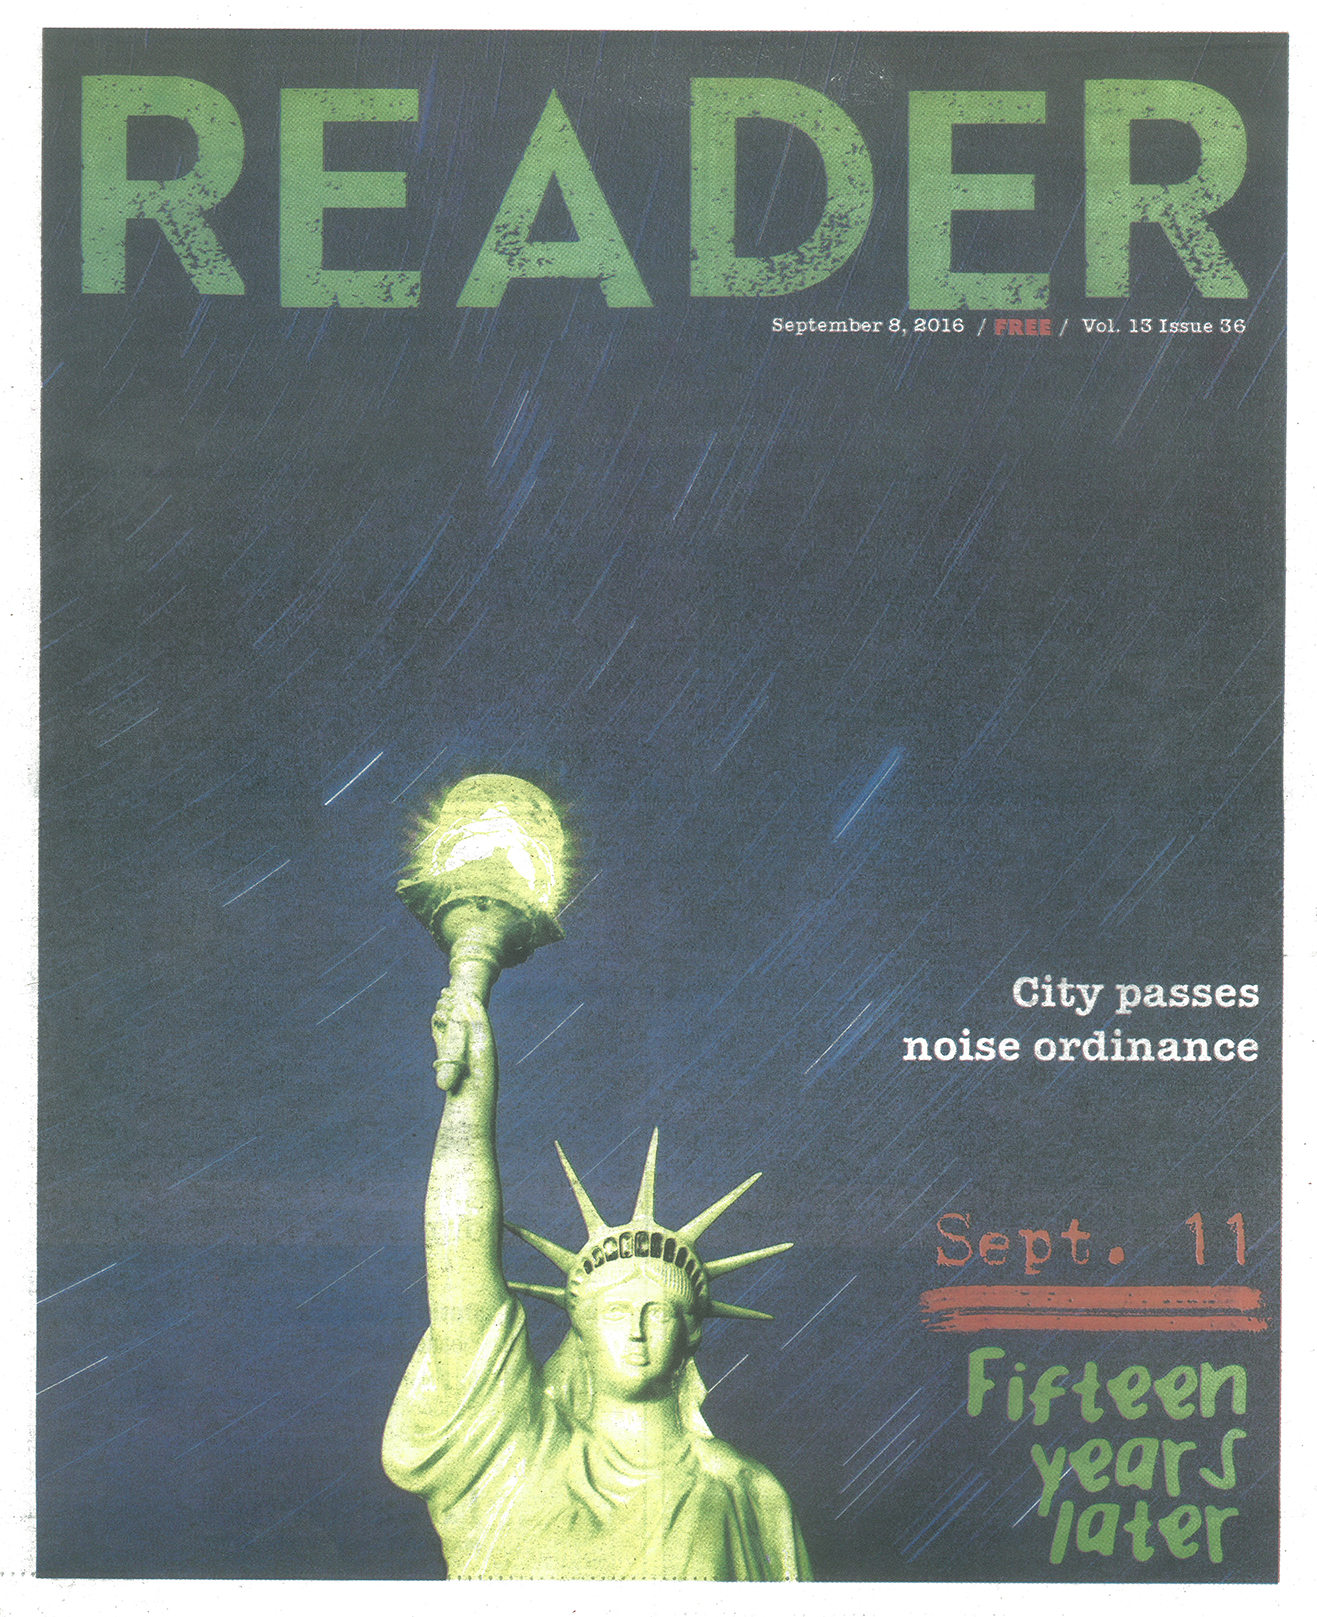 READER
September 8, 2016 / FREE / Vol. 13 Issue 36
City passes
noise ordinance
Sept. 11
Fifteen
years
later